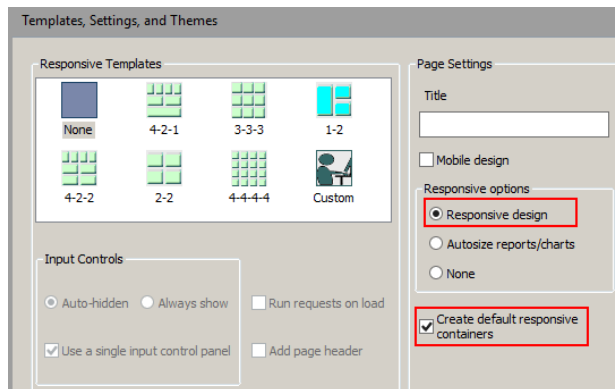 Templates, Settings, and Themes
Responsive Templates
None
4-2-1
3-3-3
1-2
4-2-2
2-2
4-4-4-4
Custom
Input Controls
Auto-hidden
Always show
Use a single input control panel
Run requests on load
Add page header
Page Settings
Title
Mobile design
Responsive options
Responsive design
Autosize reports/charts
None
Create default responsive
containers